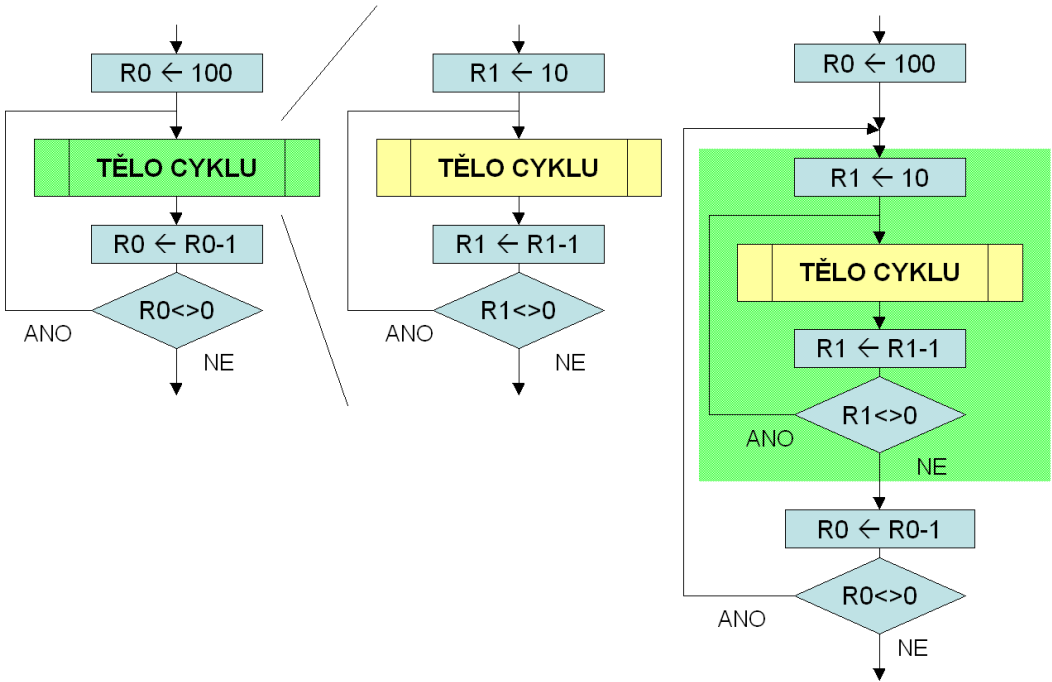 R0 ← 100
TĚLO CYKLU
R0 ← R0-1
R0<>0
ANO
NE
R1 ← 10
TĚLO CYKLU
R1 ← R1-1
R1<>0
ANO
NE
R0 ← 100
R1 ← 10
TĚLO CYKLU
R1 ← R1-1
R1<>0
ANO
NE
R0 ← R0-1
R0<>0
ANO
NE